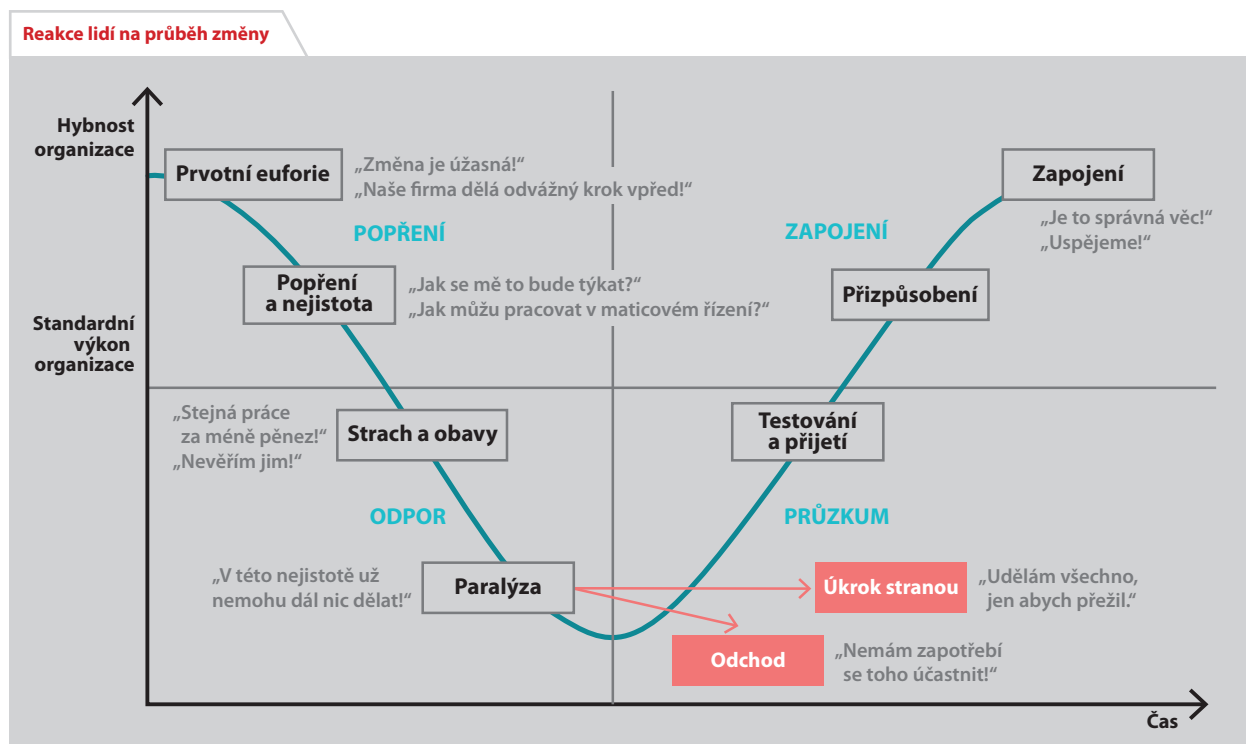 Reakce lidí na průběh změny
Hybnost
organizace
Prvotní euforie
„Změna je úžasná!“
„Naše firma dělá odvážný krok vpřed!“
Zapojení
„Je to správná věc!“
„Uspějeme!“
POPŘENÍ
ZAPOJENÍ
Popření
a nejistota
„Jak se mě to bude týkat?“
„Jak můžu pracovat v maticovém řízení?“
Přizpůsobení
Standardní
výkon
organizace
„Stejná práce
za méně pěnez!“
„Nevěřím jim!“
Strach a obavy
Testování
a přijetí
ODPOR
PRŮZKUM
„V této nejistotě už
nemohu dál nic dělat!“
Paralýza
Úkrok stranou
„Udělám všechno,
jen abych přežil.“
Odchod
„Nemám zapotřebí
se toho účastnit!“
Čas